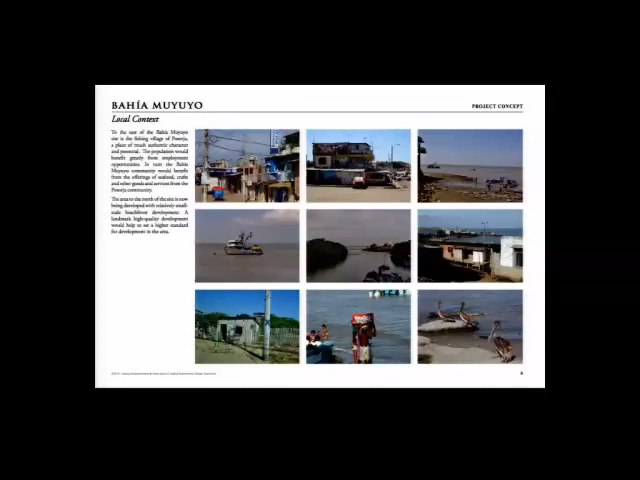 BAHÍA MUYUYO
PROJECT CONCEPT
Local Context
To the east of the Bahía Muyuyo
site is the fishing village of Posorja,
a place of much authentic character
and potential. The population would
benefit greatly from employment
opportunities. In turn the Bahía
Muyuyo community would benefit
from the offerings of seafood, crafts
and other goods and services from the
Posorja community.
The area to the north of the site is now
being developed with relatively small-
scale beachfront development. A
landmark high-quality development
would help to set a higher standard
for development in the area.